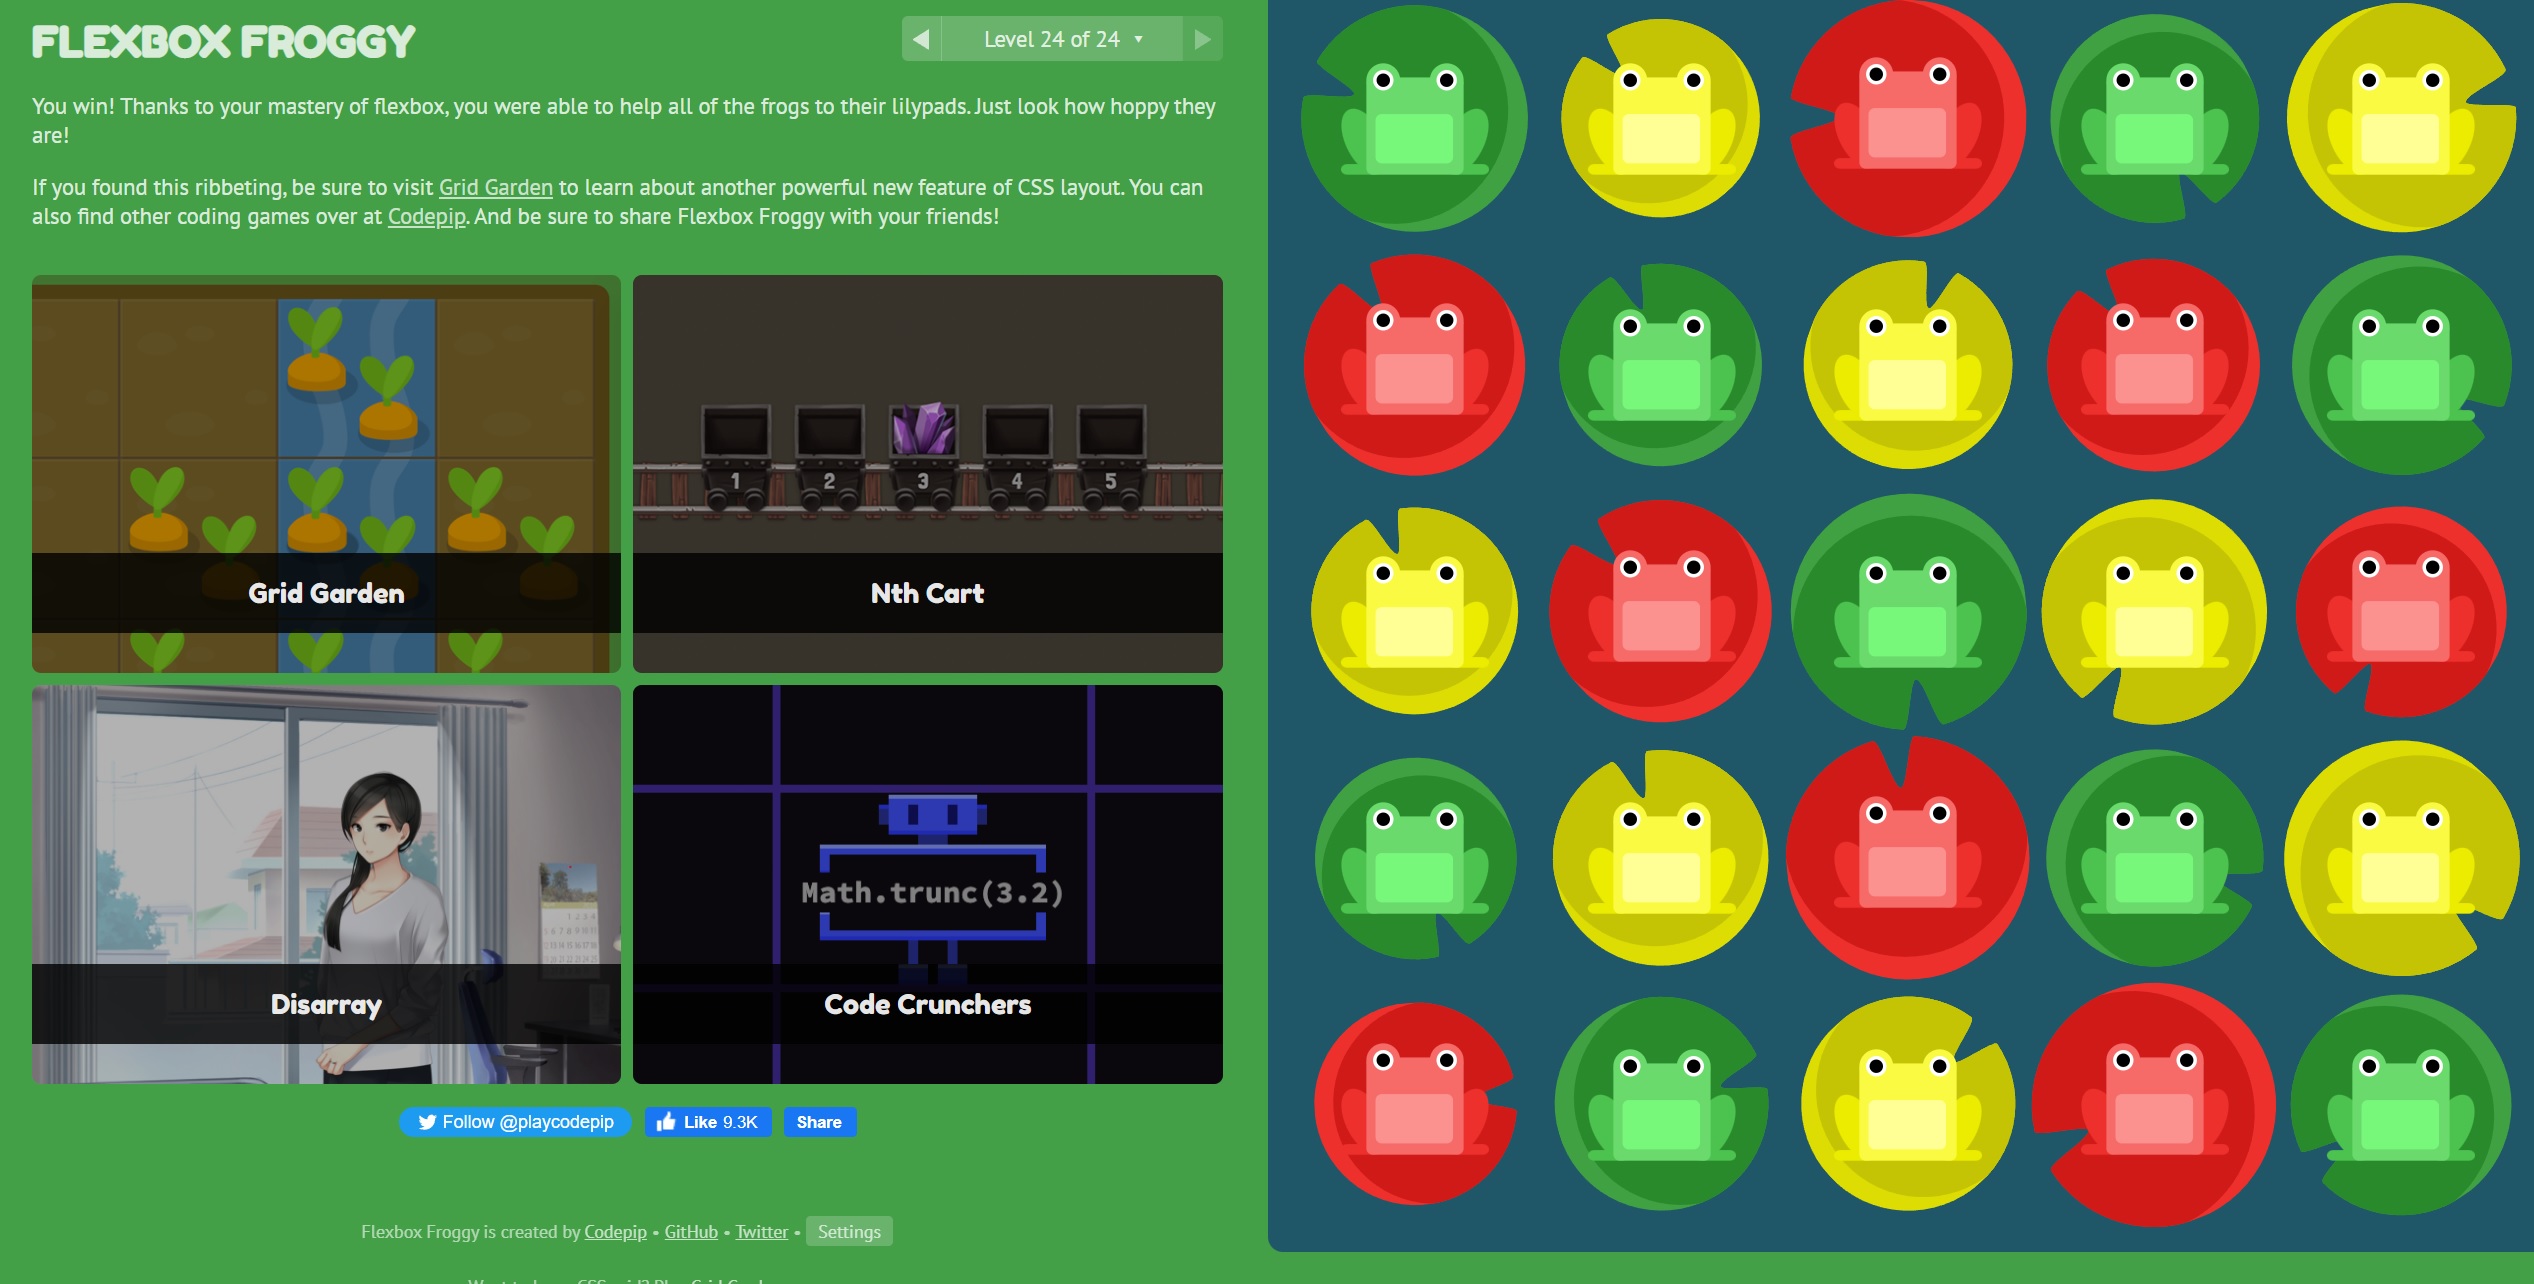 FLEXBOX FROGGY
Level 24 of 24
You win! Thanks to your mastery of flexbox, you were able to help all of the frogs to their lilypads. Just look how hoppy they
are!
If you found this ribbeting, be sure to visit Grid Garden to learn about another powerful new feature of CSS layout. You can
also find other coding games over at Codepip. And be sure to share Flexbox Froggy with your friends!
1 2 3 4 5
Grid Garden
Nth Cart
Math.trunc(3.2)
Disarray
Code Crunchers
Follow @playcodepip
Like 9.3K
Share
Flexbox Froggy is created by Codepip • GitHub • Twitter • Settings